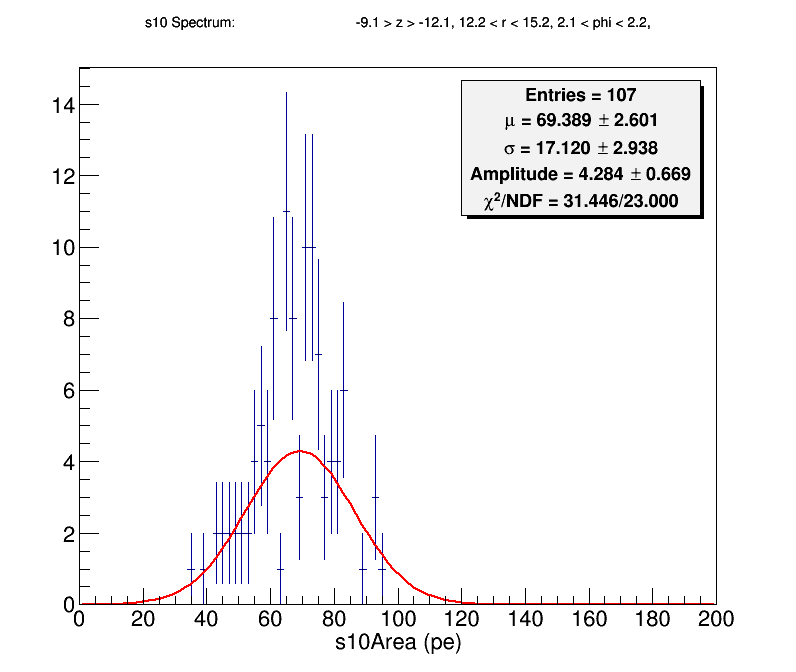 s10 Spectrum: -9.1 > z > -12.1, 12.2 < r < 15.2, 2.1 < phi < 2.2,
Entries = 107
μ = 69.389 ± 2.601
σ = 17.120 ± 2.938
Amplitude = 4.284 ± 0.669
χ²/NDF = 31.446/23.000
14
12
10
8
6
4
2
0
0 20 40 60 80 100 120 140 160 180 200
s10Area (pe)